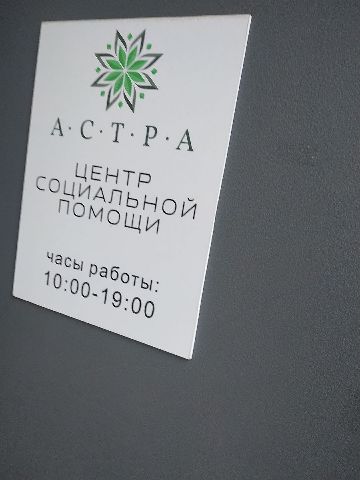 А·С·Т·Р·А
ЦЕНТР
СОЦИАЛЬНОЙ
ПОМОЩИ
часы работы:
10:00-19:00